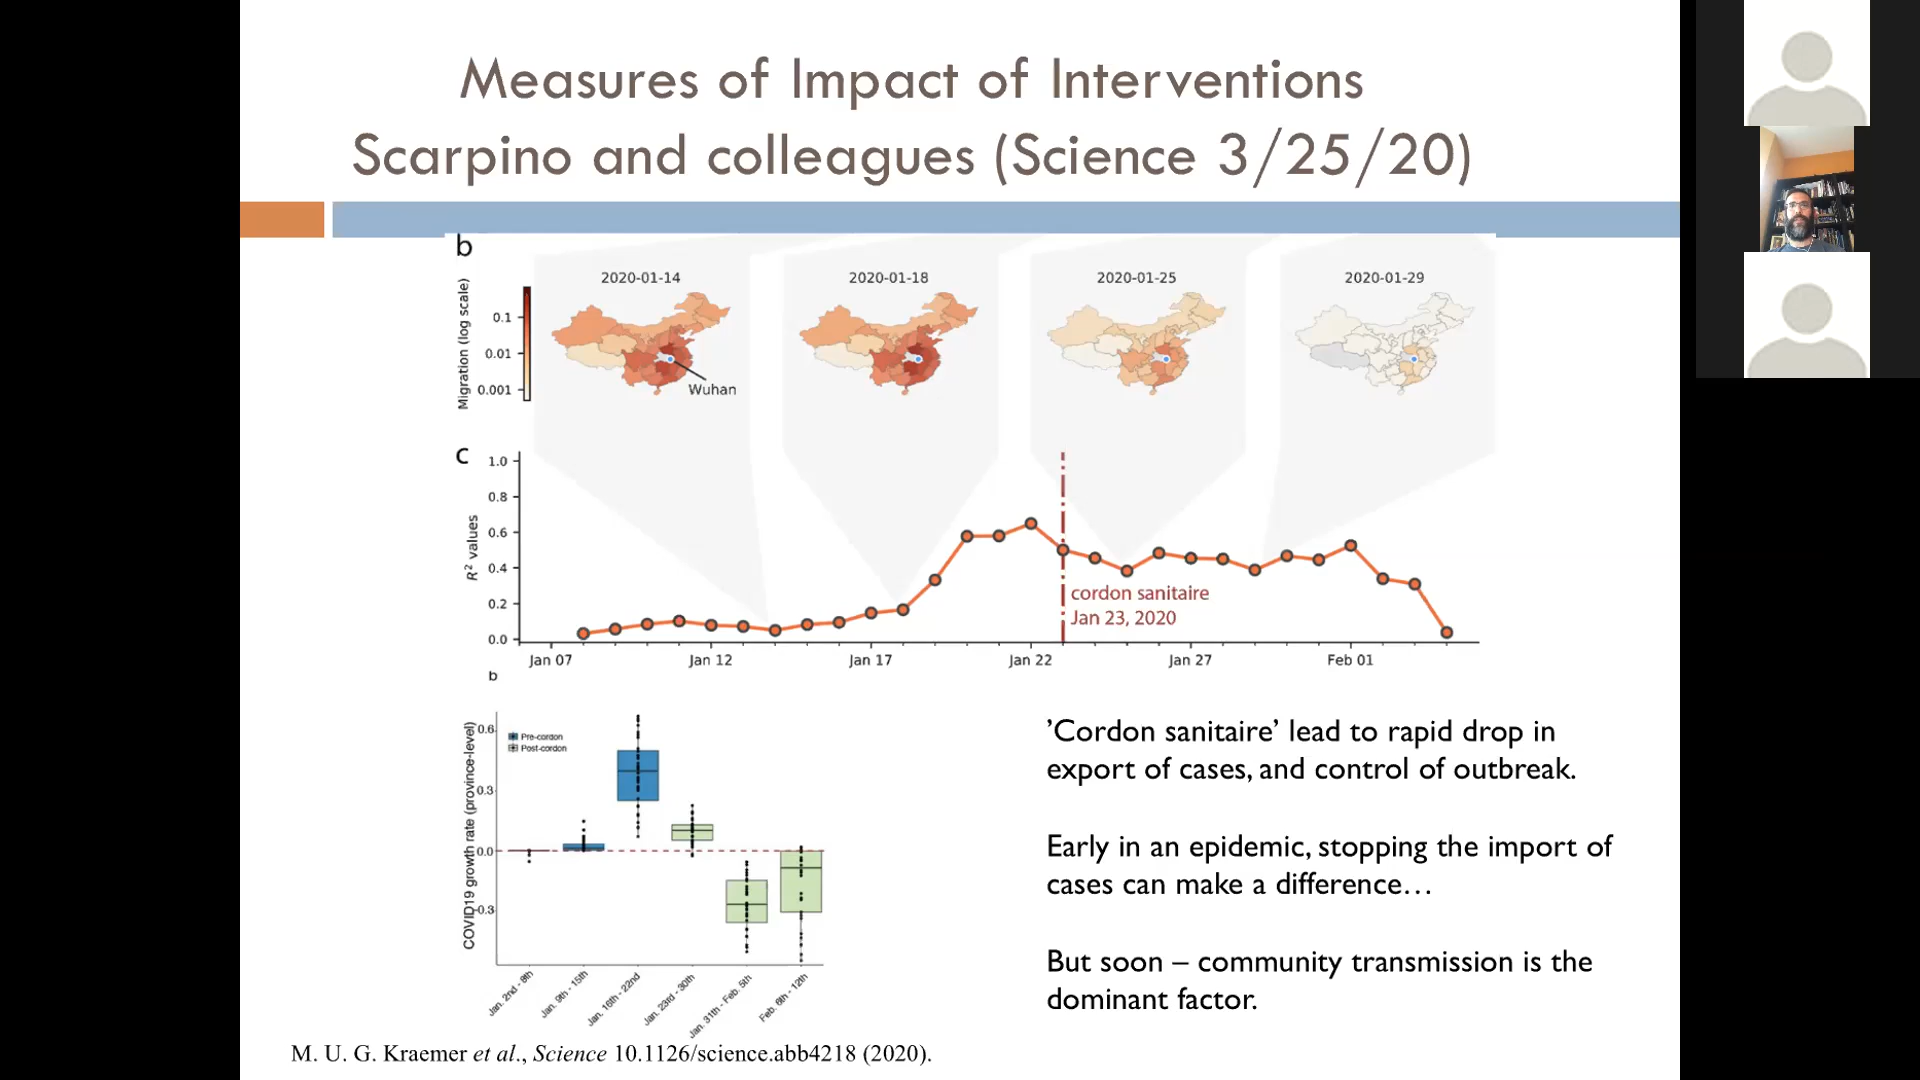 Measures of Impact of Interventions
Scarpino and colleagues (Science 3/25/20)
b
2020-01-14
2020-01-18
2020-01-25
2020-01-29
Migration (log scale)
0.1
0.01
0.001
Wuhan
c
R² values
1.0
0.8
0.6
0.4
0.2
0.0
cordon sanitaire
Jan 23, 2020
Jan 07
Jan 12
Jan 17
Jan 22
Jan 27
Feb 01
b
COVID19 growth rate (province-level)
0.6
0.3
0.0
-0.3
Pre-cordon
Post-cordon
Jan. 2nd - 8th
Jan. 9th - 15th
Jan. 16th - 22nd
Jan. 23rd - 30th
Jan. 31th - Feb. 5th
Feb. 6th - 12th
’Cordon sanitaire’ lead to rapid drop in
export of cases, and control of outbreak.
Early in an epidemic, stopping the import of
cases can make a difference…
But soon – community transmission is the
dominant factor.
M. U. G. Kraemer et al., Science 10.1126/science.abb4218 (2020).